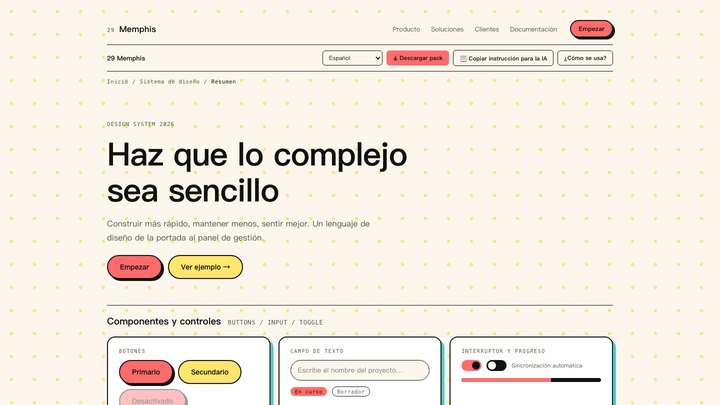 29 Memphis
Producto Soluciones Clientes Documentación Empezar
29 Memphis
Español
Descargar pack
Copiar instrucción para la IA
¿Cómo se usa?
Inicio / Sistema de diseño / Resumen
DESIGN SYSTEM 2026
Haz que lo complejo
sea sencillo
Construir más rápido, mantener menos, sentir mejor. Un lenguaje de
diseño de la portada al panel de gestión.
Empezar
Ver ejemplo →
Componentes y controles BUTTONS / INPUT / TOGGLE
BOTONES
Primario
Secundario
Desactivado
CAMPO DE TEXTO
Escribe el nombre del proyecto...
En curso
Borrador
INTERRUPTOR Y PROGRESO
Sincronización automática